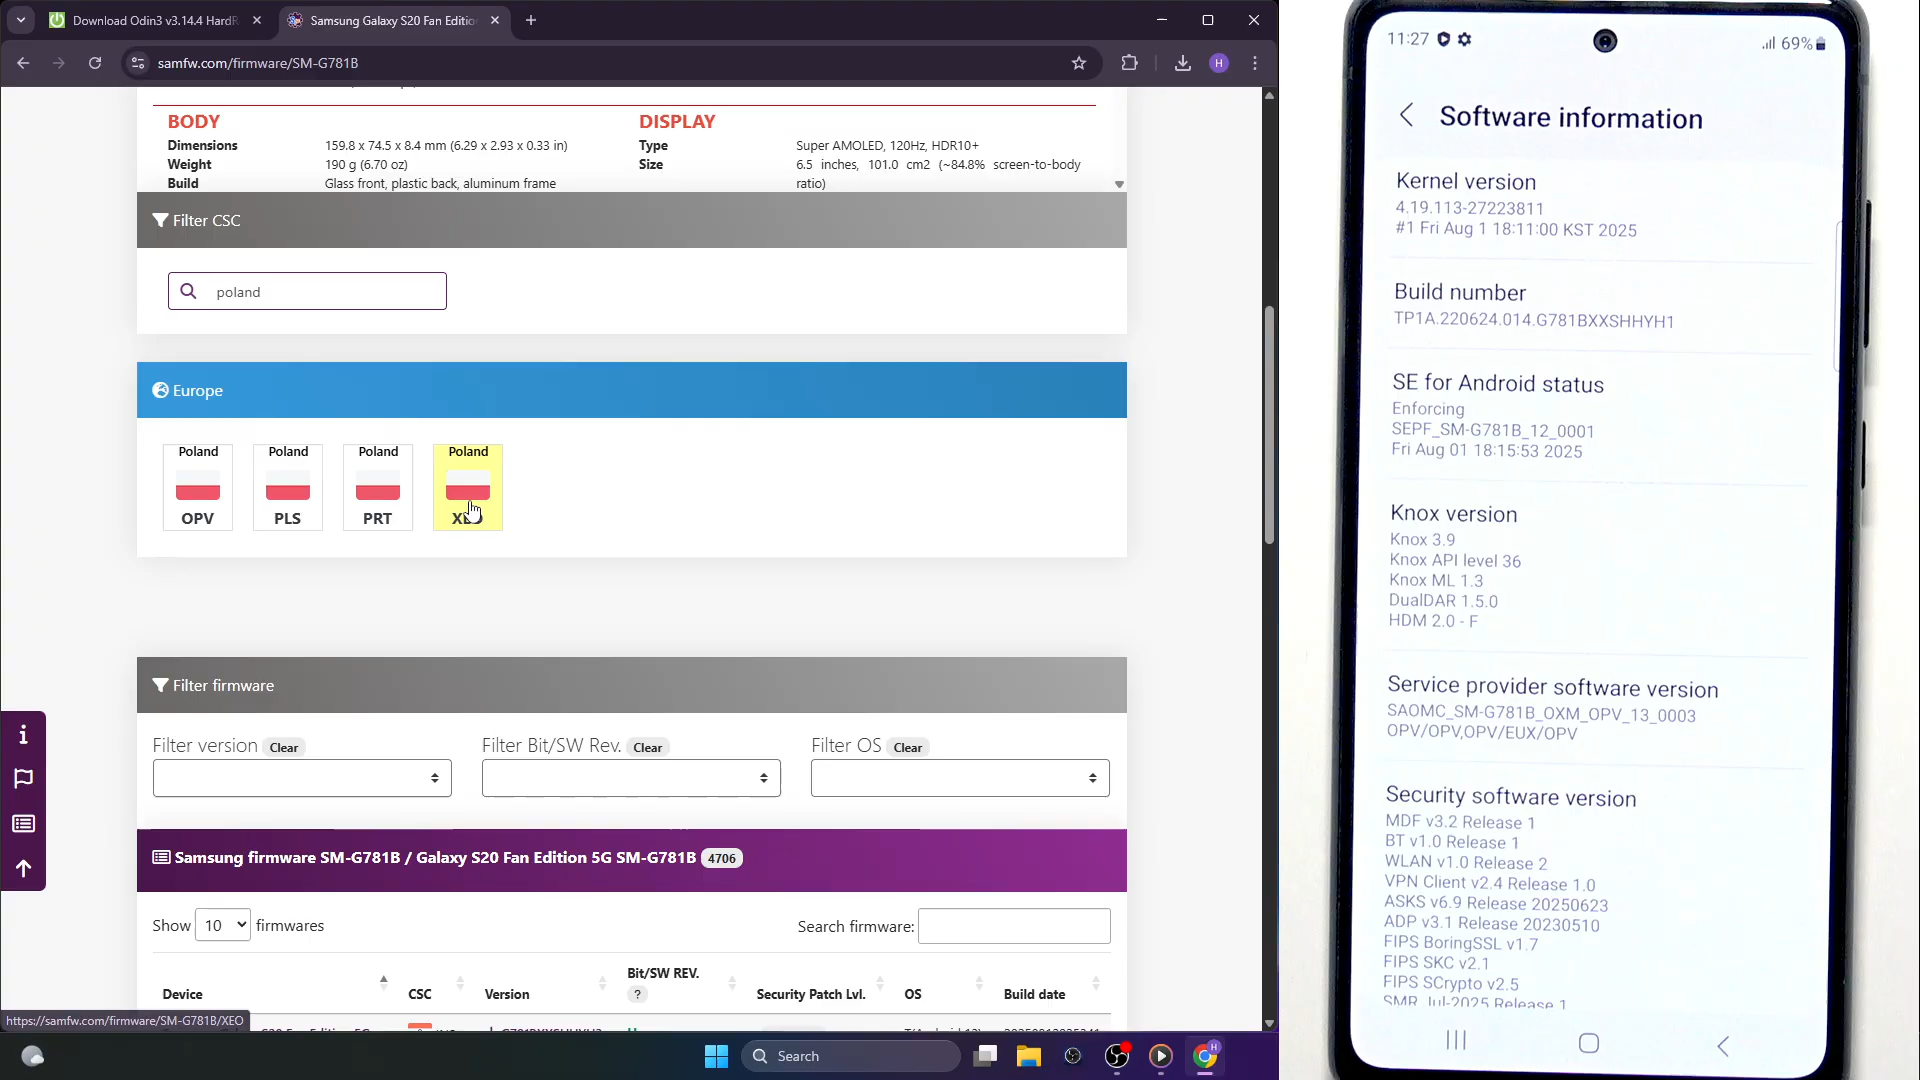 Download Odin3 v3.14.4 HardR
Samsung Galaxy S20 Fan Editio
samfw.com/firmware/SM-G781B
H
BODY
Dimensions 159.8 x 74.5 x 8.4 mm (6.29 x 2.93 x 0.33 in)
Weight 190 g (6.70 oz)
Build Glass front, plastic back, aluminum frame
DISPLAY
Type Super AMOLED, 120Hz, HDR10+
Size 6.5 inches, 101.0 cm2 (~84.8% screen-to-body
ratio)
Filter CSC
poland
Europe
Poland Poland Poland Poland
OPV PLS PRT XEO
Filter firmware
Filter version Clear
Filter Bit/SW Rev. Clear
Filter OS Clear
Samsung firmware SM-G781B / Galaxy S20 Fan Edition 5G SM-G781B 4706
Show 10 firmwares
Search firmware:
Device CSC Version Bit/SW REV. ? Security Patch Lvl. OS Build date
https://samfw.com/firmware/SM-G781B/XEO
Search
H
11:27
69%
Software information
Kernel version
4.19.113-27223811
#1 Fri Aug 1 18:11:00 KST 2025
Build number
TP1A.220624.014.G781BXXSHHYH1
SE for Android status
Enforcing
SEPF_SM-G781B_12_0001
Fri Aug 01 18:15:53 2025
Knox version
Knox 3.9
Knox API level 36
Knox ML 1.3
DualDAR 1.5.0
HDM 2.0 - F
Service provider software version
SAOMC_SM-G781B_OXM_OPV_13_0003
OPV/OPV,OPV/EUX/OPV
Security software version
MDF v3.2 Release 1
BT v1.0 Release 1
WLAN v1.0 Release 2
VPN Client v2.4 Release 1.0
ASKS v6.9 Release 20250623
ADP v3.1 Release 20230510
FIPS BoringSSL v1.7
FIPS SKC v2.1
FIPS SCrypto v2.5
SMR Jul-2025 Release 1